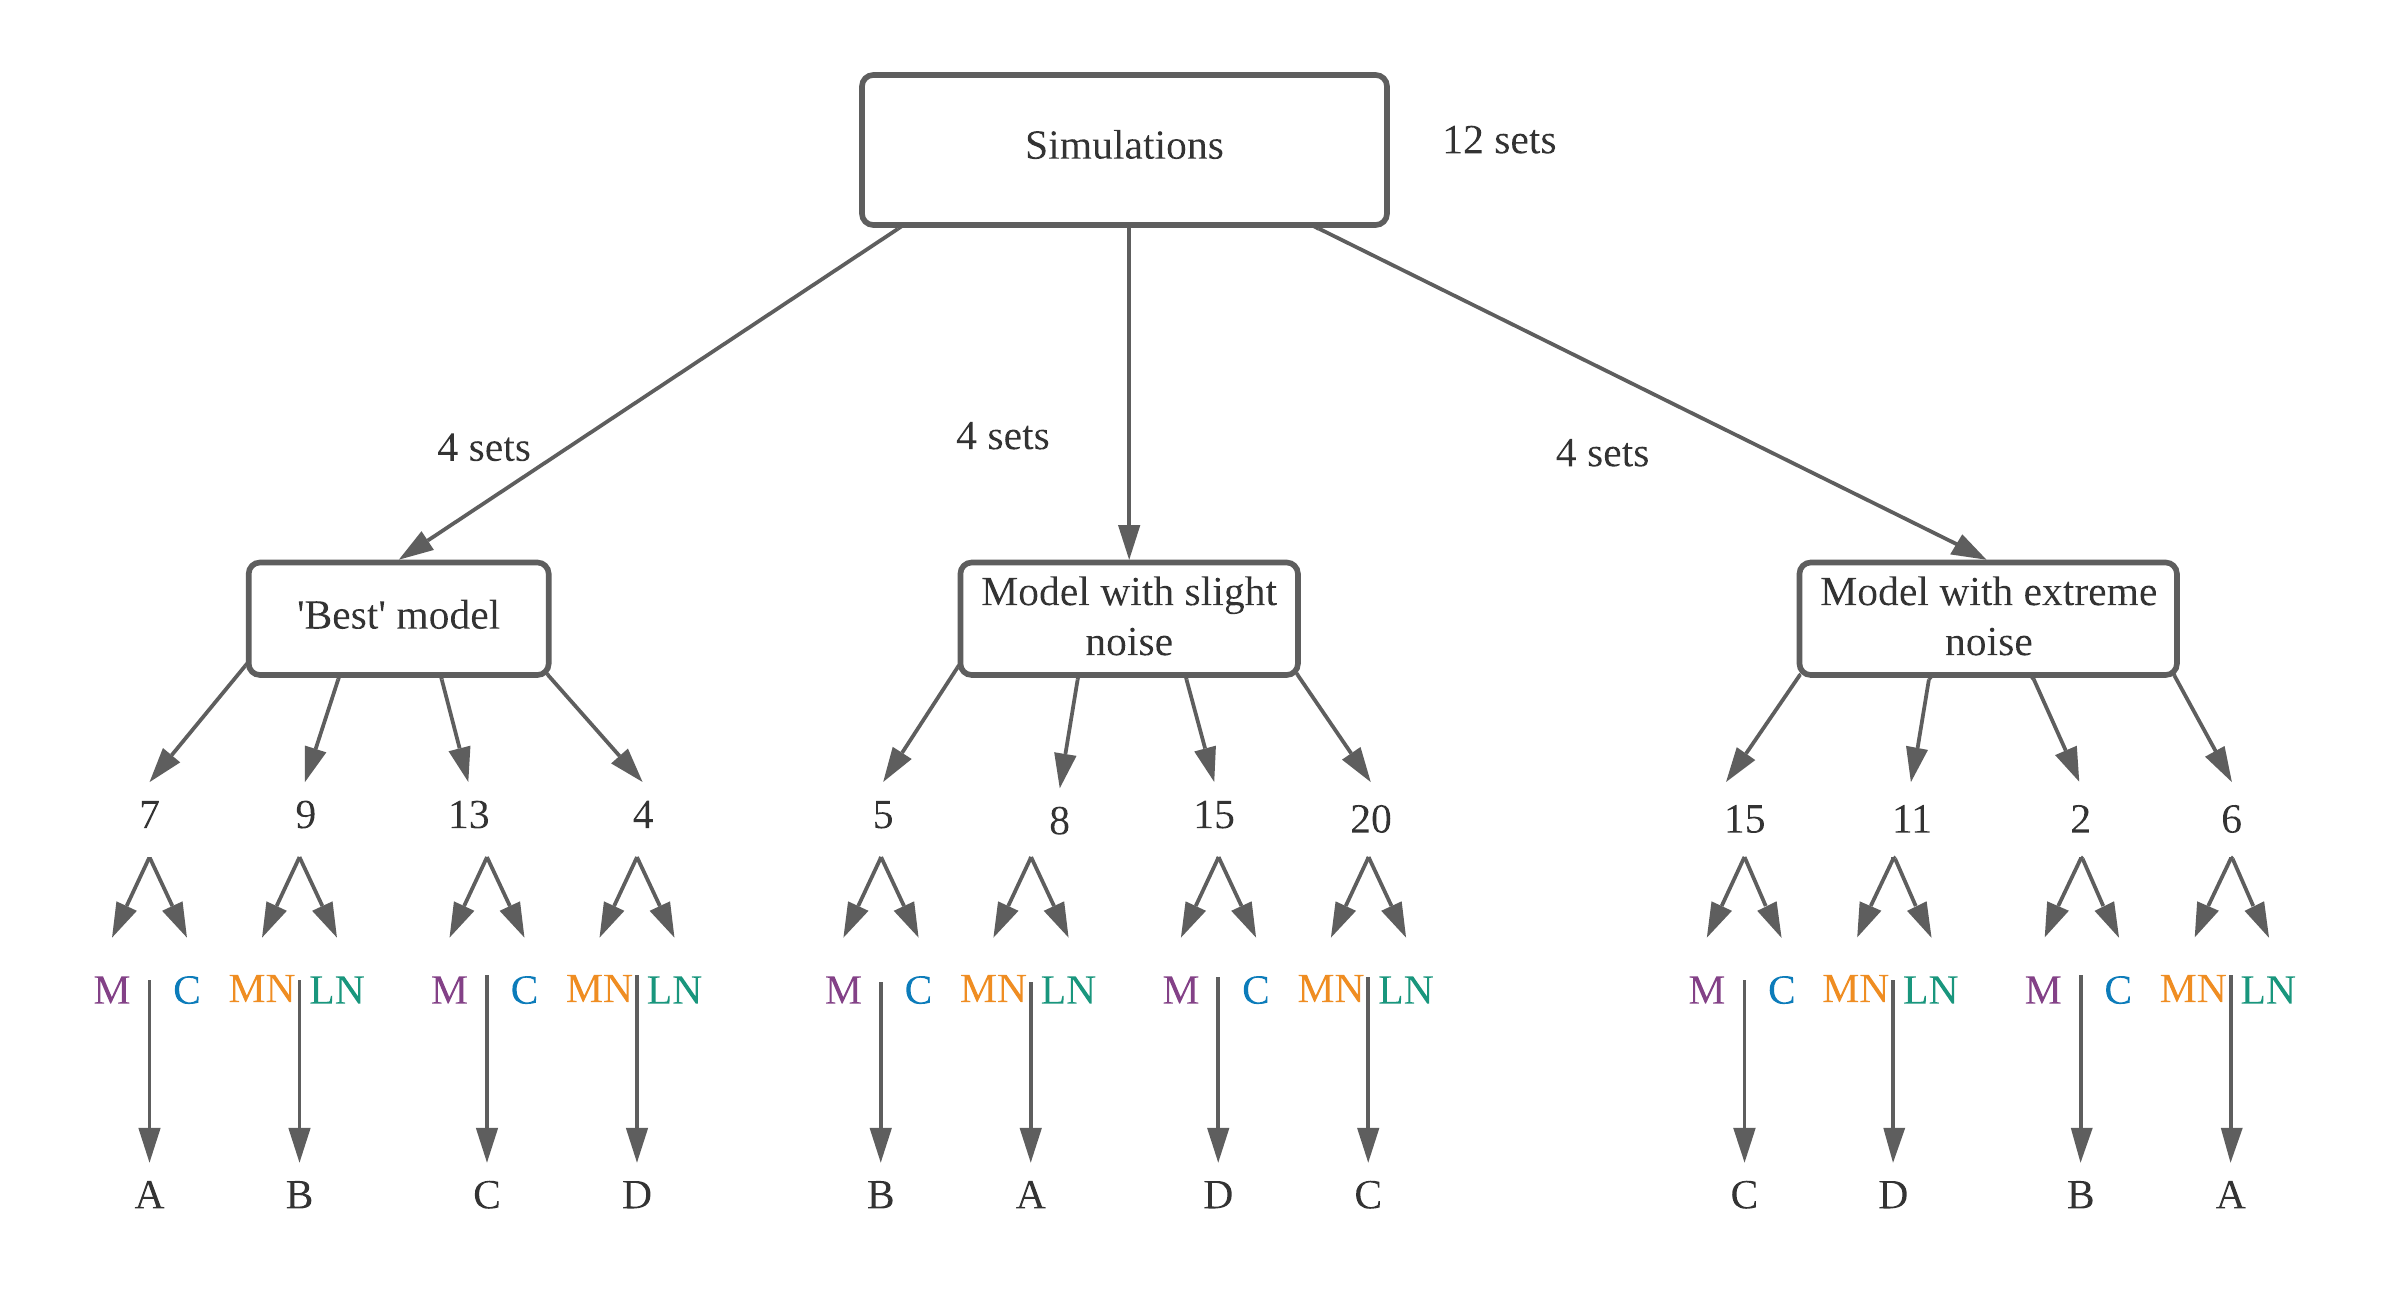 Simulations
12 sets
4 sets
4 sets
4 sets
'Best' model
Model with slight
noise
Model with extreme
noise
7 9 13 4 5 8 15 20 15 11 2 6
M C MN LN M C MN LN M C MN LN M C MN LN M C MN LN M C MN LN
A B C D B A D C C D B A